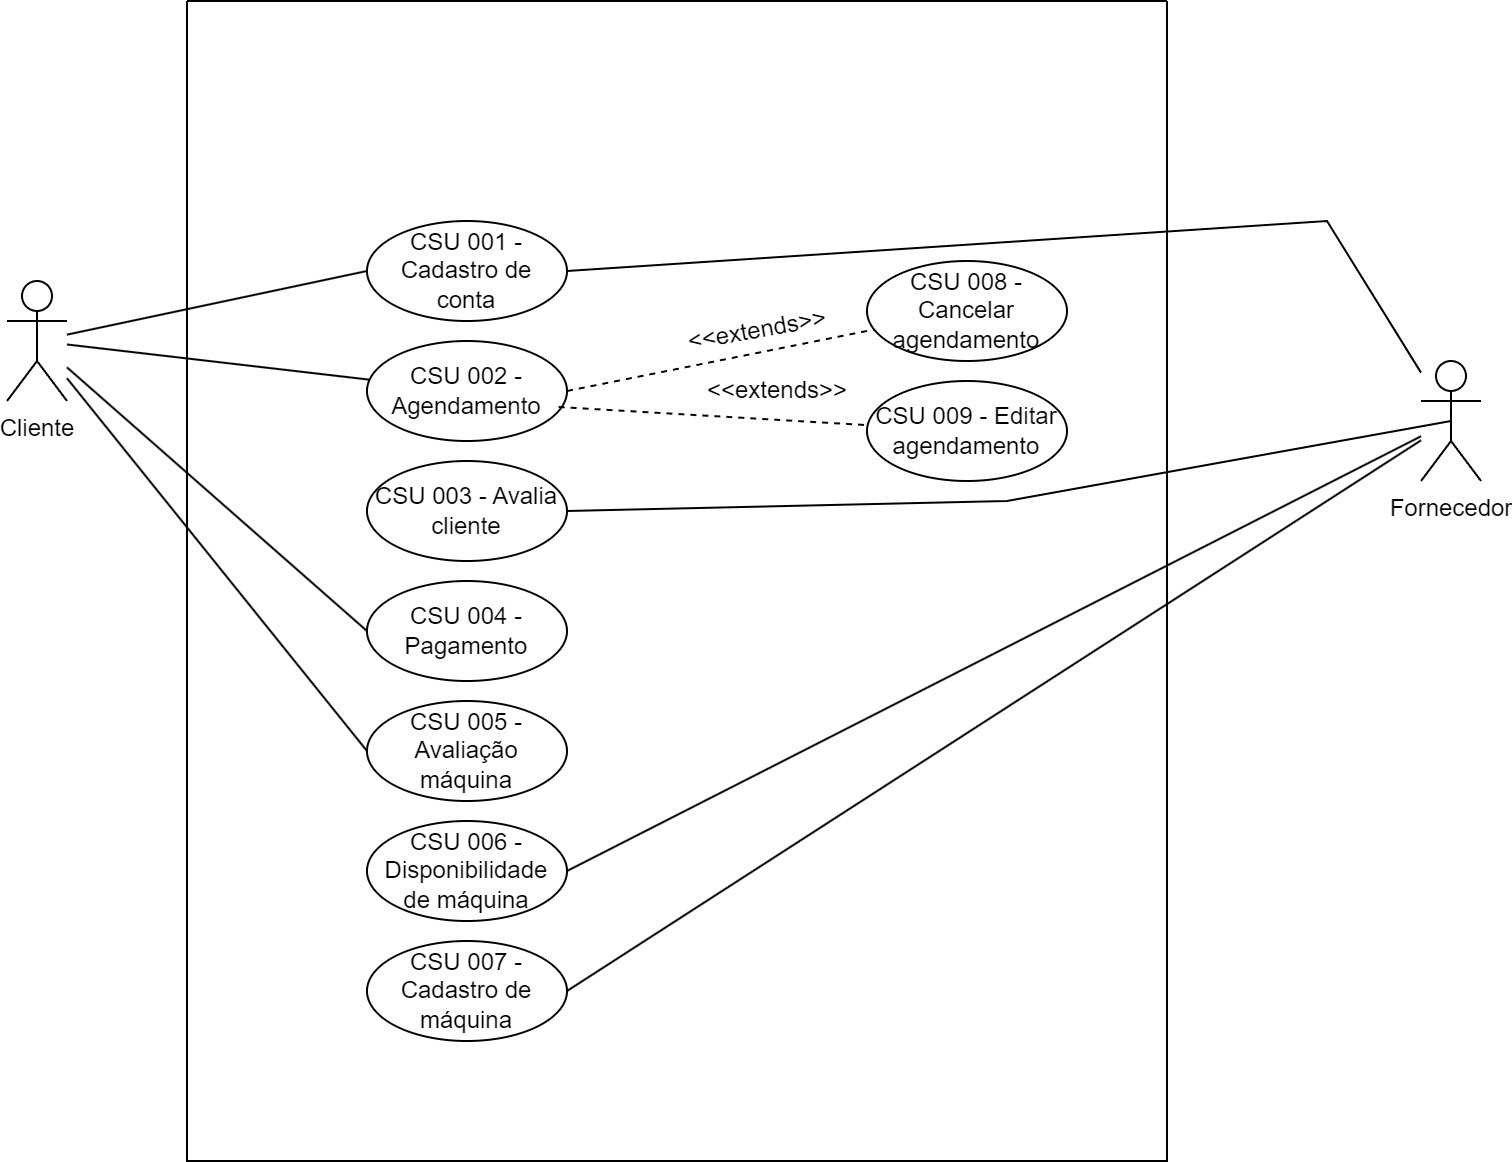 CSU 001 -
Cadastro de
conta
CSU 008 -
Cancelar
agendamento
<<extends>>
Cliente
CSU 002 -
Agendamento
<<extends>>
CSU 009 - Editar
agendamento
CSU 003 - Avalia
cliente
Fornecedor
CSU 004 -
Pagamento
CSU 005 -
Avaliação
máquina
CSU 006 -
Disponibilidade
de máquina
CSU 007 -
Cadastro de
máquina